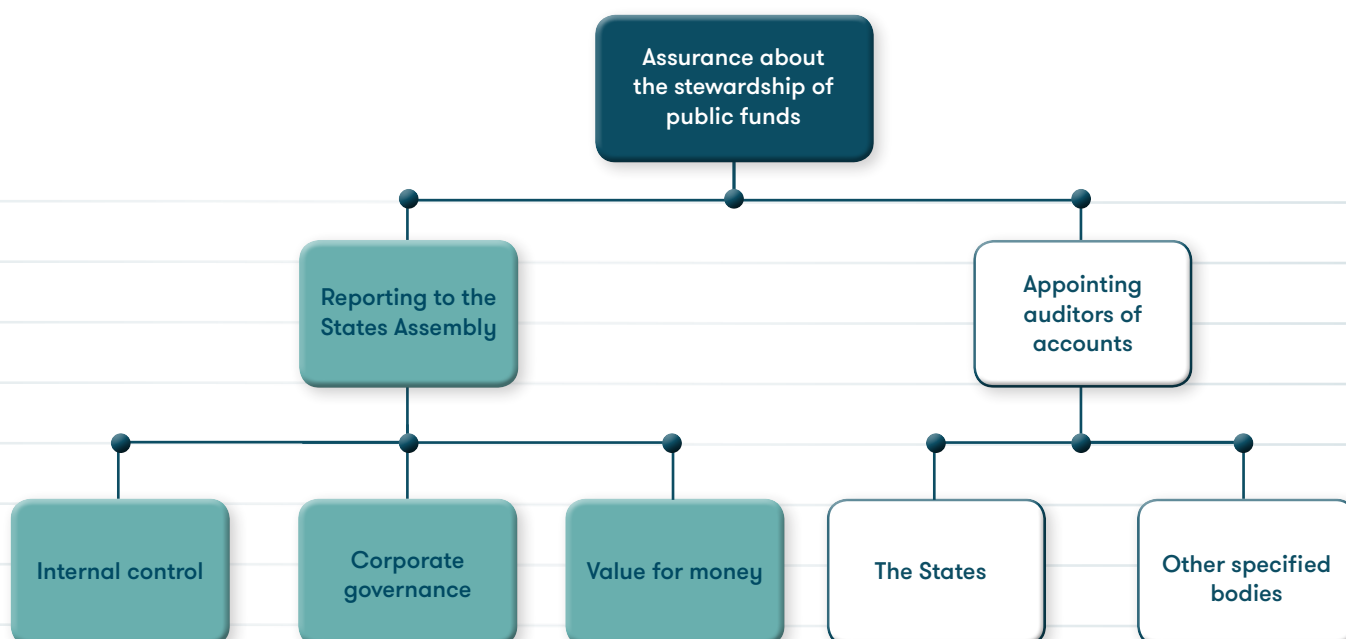 Assurance about
the stewardship of
public funds
Reporting to the
States Assembly
Appointing
auditors of
accounts
Internal control
Corporate
governance
Value for money
The States
Other specified
bodies